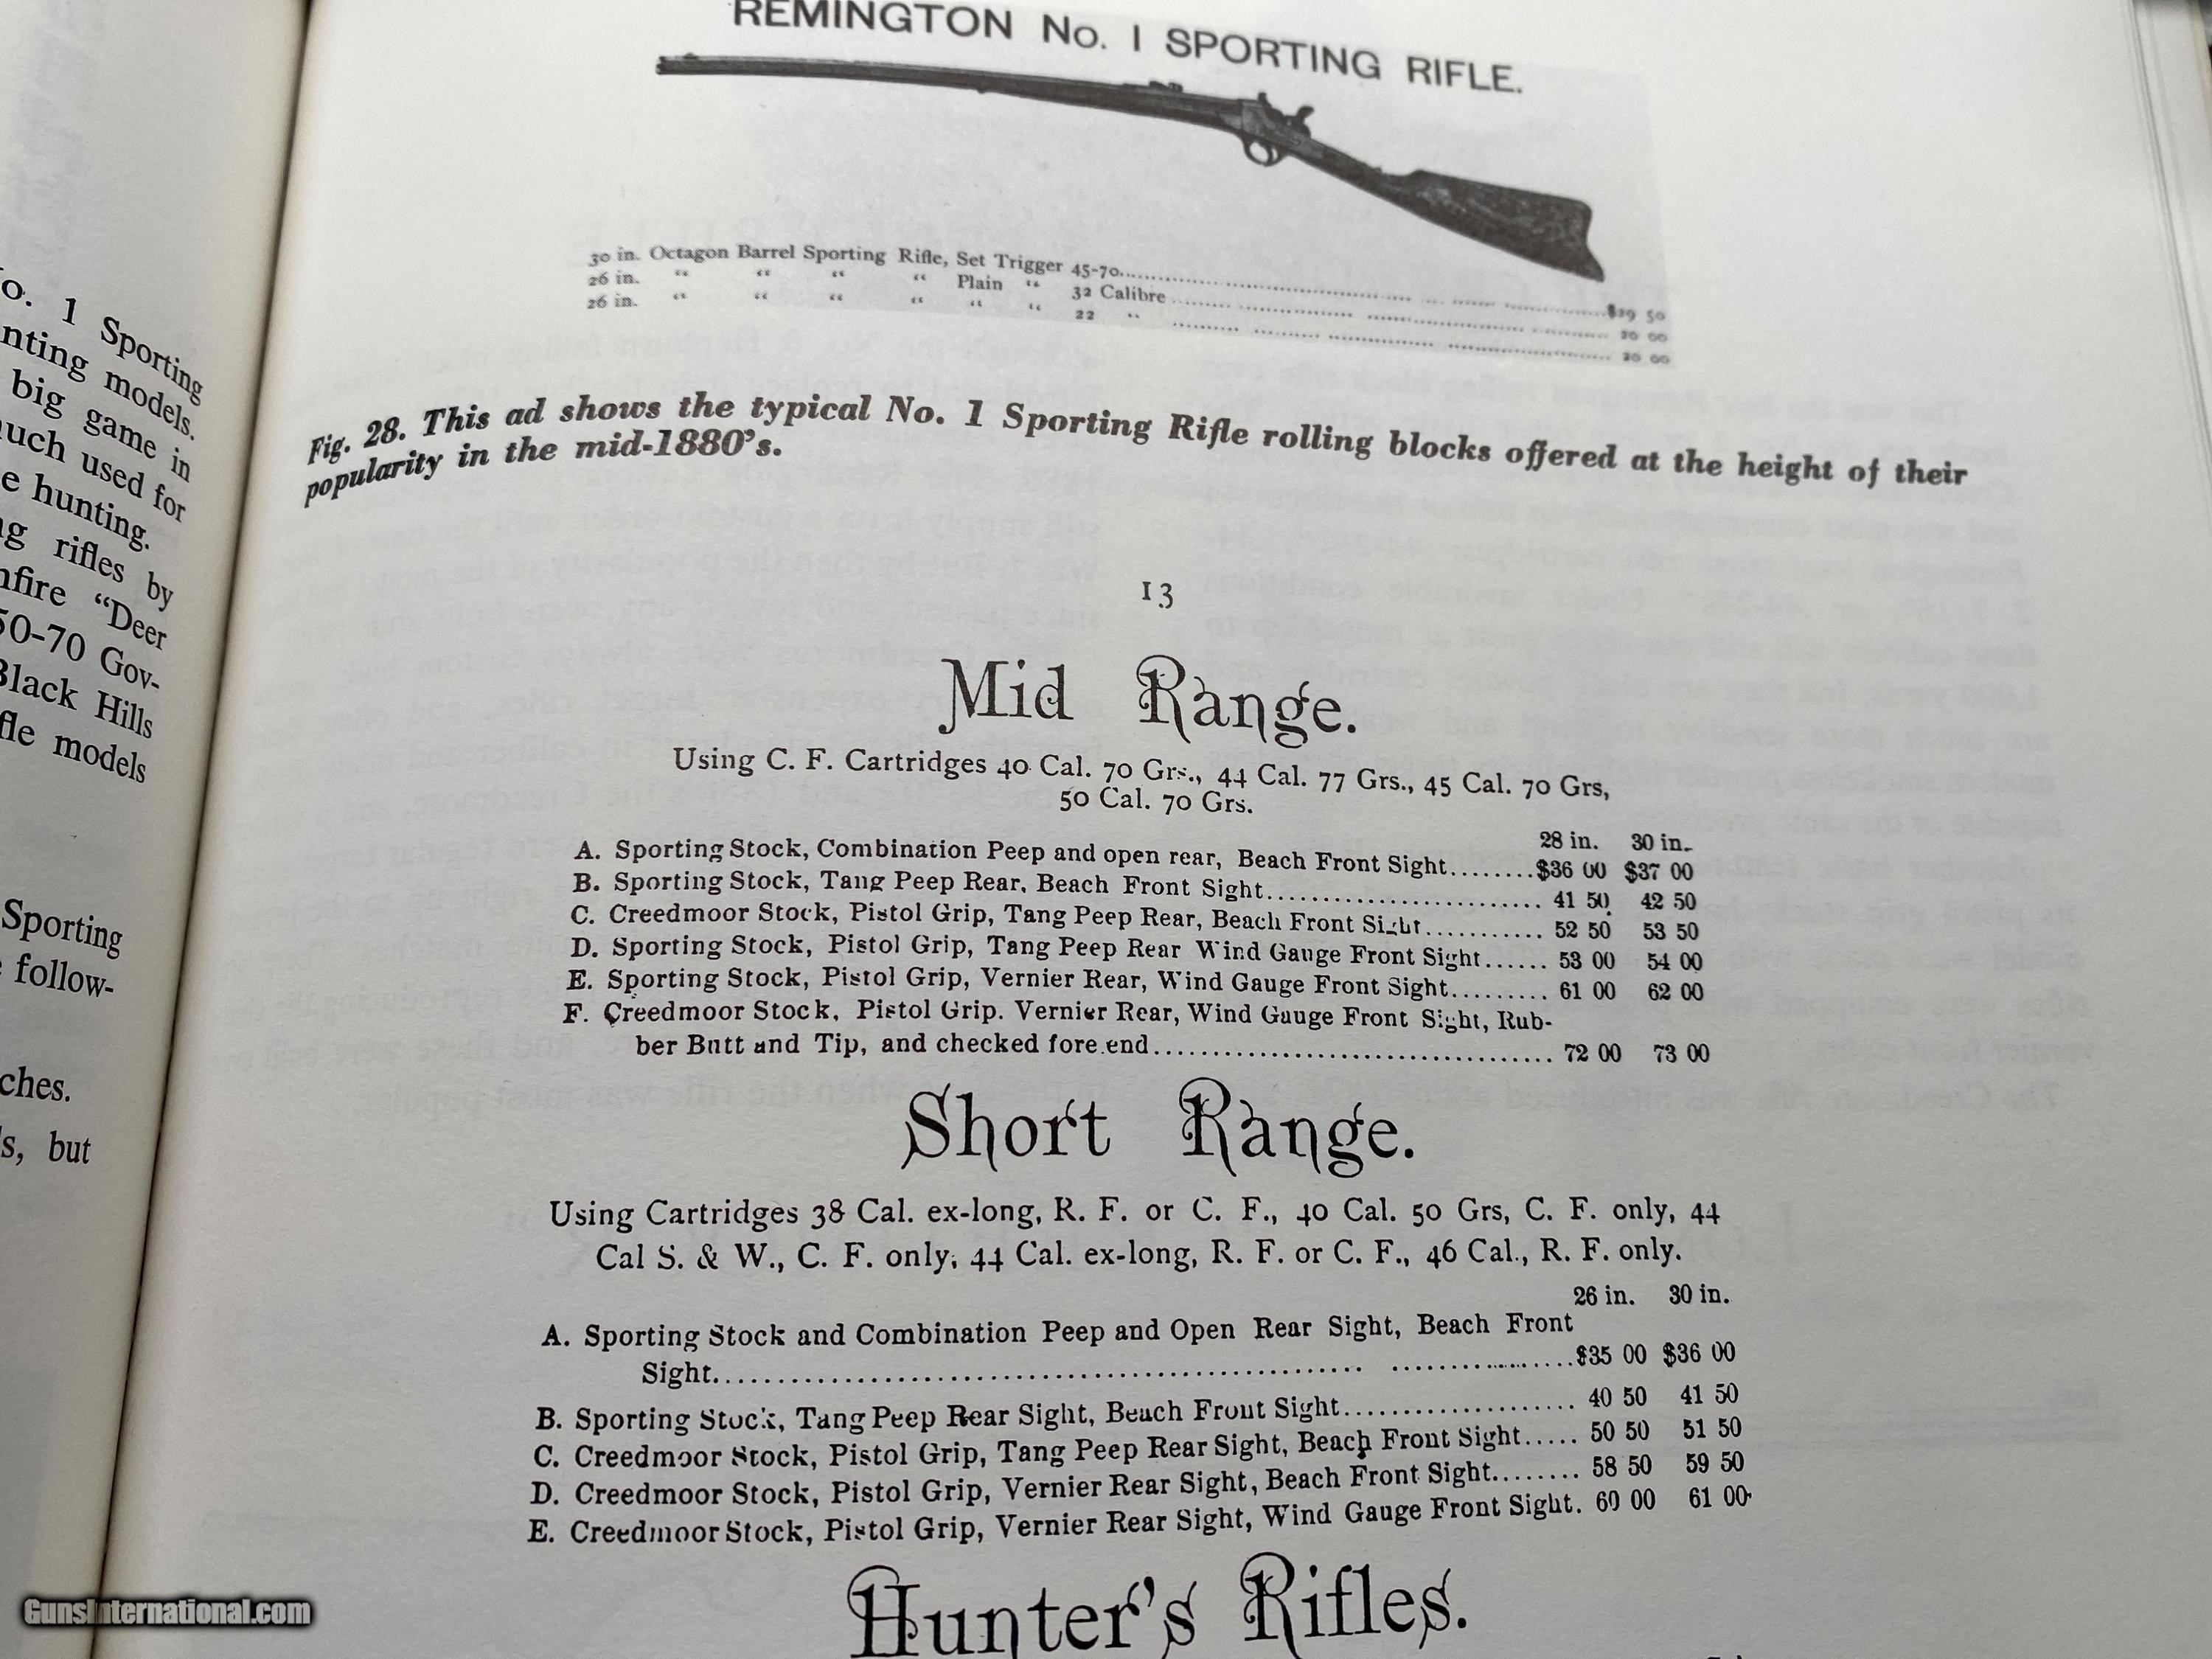 o. 1 Sporting
nting models.
big game in
uch used for
e hunting.
g rifles by
nfire "Deer
50-70 Gov-
Black Hills
fle models
Sporting
follow-
ches.
s, but
REMINGTON No. 1 SPORTING RIFLE.
30 in. Octagon Barrel Sporting Rifle, Set Trigger 45-70.......... $29 50
26 in. " " " " Plain " 32 Calibre .......... 20 00
26 in. " " " " " " 22 " .......... 20 00
Fig. 28. This ad shows the typical No. 1 Sporting Rifle rolling blocks offered at the height of their
popularity in the mid-1880's.
13
Mid Range.
Using C. F. Cartridges 40 Cal. 70 Grs., 44 Cal. 77 Grs., 45 Cal. 70 Grs,
50 Cal. 70 Grs.
28 in. 30 in.
A. Sporting Stock, Combination Peep and open rear, Beach Front Sight........$36 00 $37 00
B. Sporting Stock, Tang Peep Rear, Beach Front Sight.......... 41 50 42 50
C. Creedmoor Stock, Pistol Grip, Tang Peep Rear, Beach Front Sight.......... 52 50 53 50
D. Sporting Stock, Pistol Grip, Tang Peep Rear Wind Gauge Front Sight...... 53 00 54 00
E. Sporting Stock, Pistol Grip, Vernier Rear, Wind Gauge Front Sight......... 61 00 62 00
F. Creedmoor Stock, Pistol Grip. Vernier Rear, Wind Gauge Front Sight, Rub-
ber Butt and Tip, and checked fore end.......... 72 00 73 00
Short Range.
Using Cartridges 38 Cal. ex-long, R. F. or C. F., 40 Cal. 50 Grs, C. F. only, 44
Cal S. & W., C. F. only, 44 Cal. ex-long, R. F. or C. F., 46 Cal., R. F. only.
26 in. 30 in.
A. Sporting Stock and Combination Peep and Open Rear Sight, Beach Front
Sight..........$35 00 $36 00
B. Sporting Stock, Tang Peep Rear Sight, Beach Front Sight.......... 40 50 41 50
C. Creedmoor Stock, Pistol Grip, Tang Peep Rear Sight, Beach Front Sight..... 50 50 51 50
D. Creedmoor Stock, Pistol Grip, Vernier Rear Sight, Beach Front Sight........ 58 50 59 50
E. Creedmoor Stock, Pistol Grip, Vernier Rear Sight, Wind Gauge Front Sight. 60 00 61 00
Hunter's Rifles.
GunsInternational.com